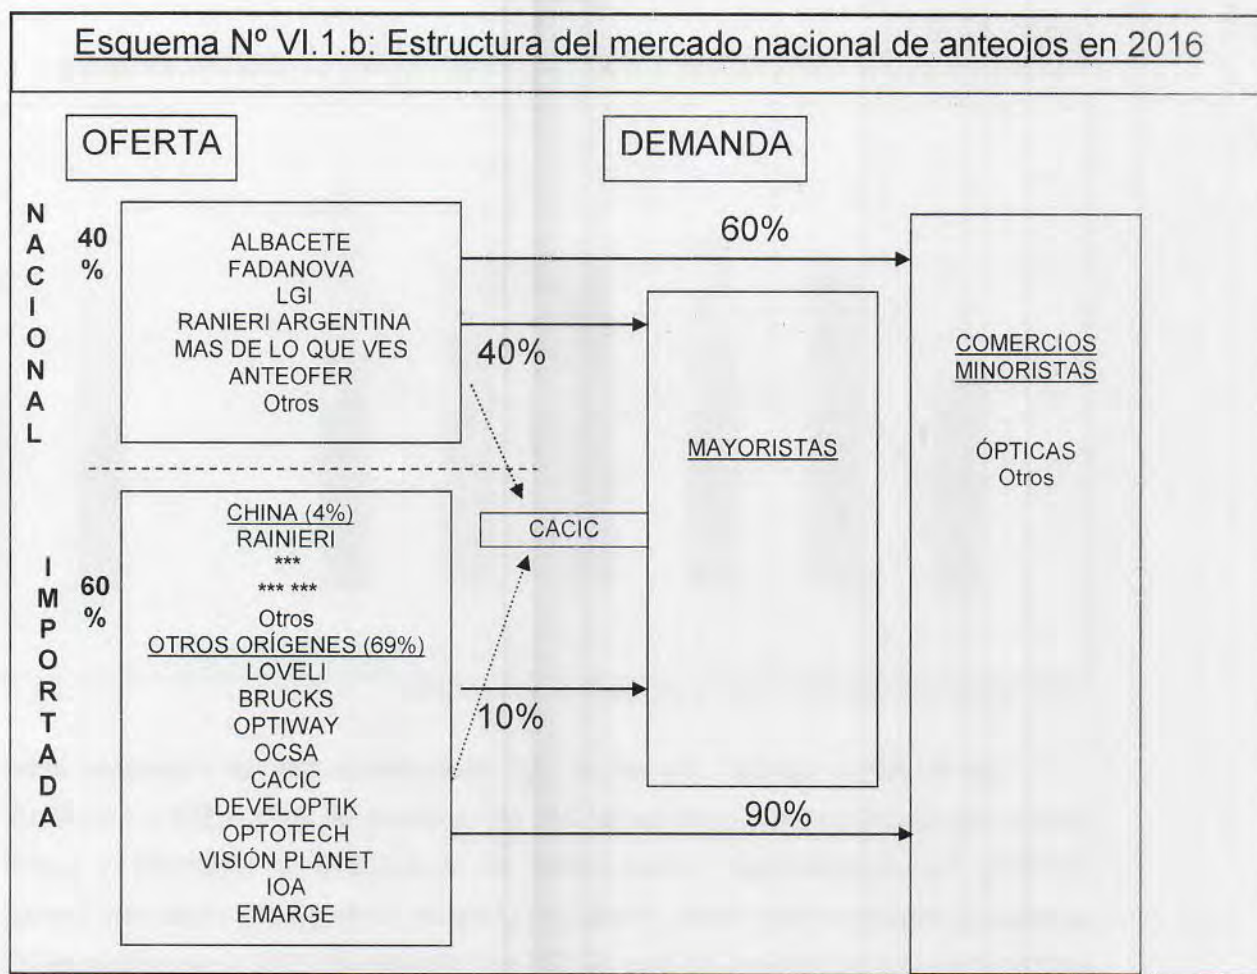 Esquema Nº VI.1.b: Estructura del mercado nacional de anteojos en 2016
OFERTA
DEMANDA
NACIONAL
40
%
ALBACETE
FADANOVA
LGI
RANIERI ARGENTINA
MAS DE LO QUE VES
ANTEOFER
Otros
60%
40%
COMERCIOS
MINORISTAS
ÓPTICAS
Otros
MAYORISTAS
CACIC
IMPORTADA
60
%
CHINA (4%)
RAINIERI
***
*** ***
Otros
OTROS ORÍGENES (69%)
LOVELI
BRUCKS
OPTIWAY
OCSA
CACIC
DEVELOPTIK
OPTOTECH
VISIÓN PLANET
IOA
EMARGE
10%
90%